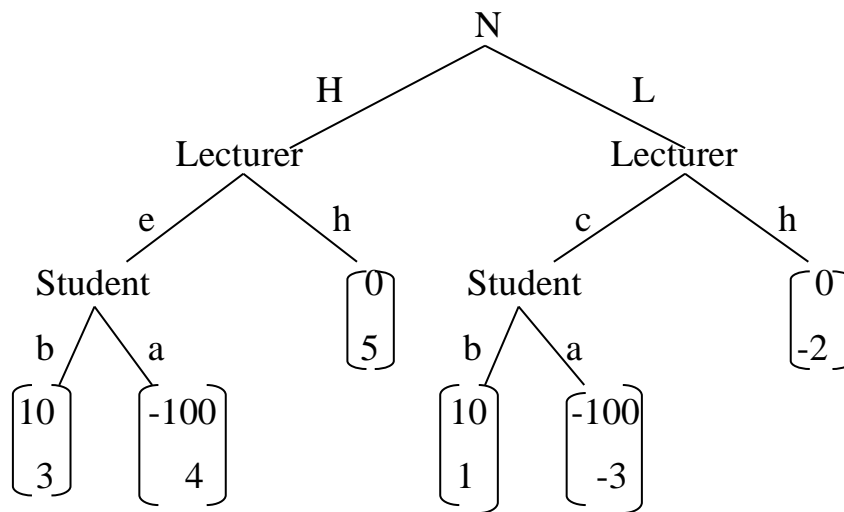 N
H L
Lecturer Lecturer
e h c h
Student 0 Student 0
5 -2
b a b a
10 -100 10 -100
3 4 1 -3